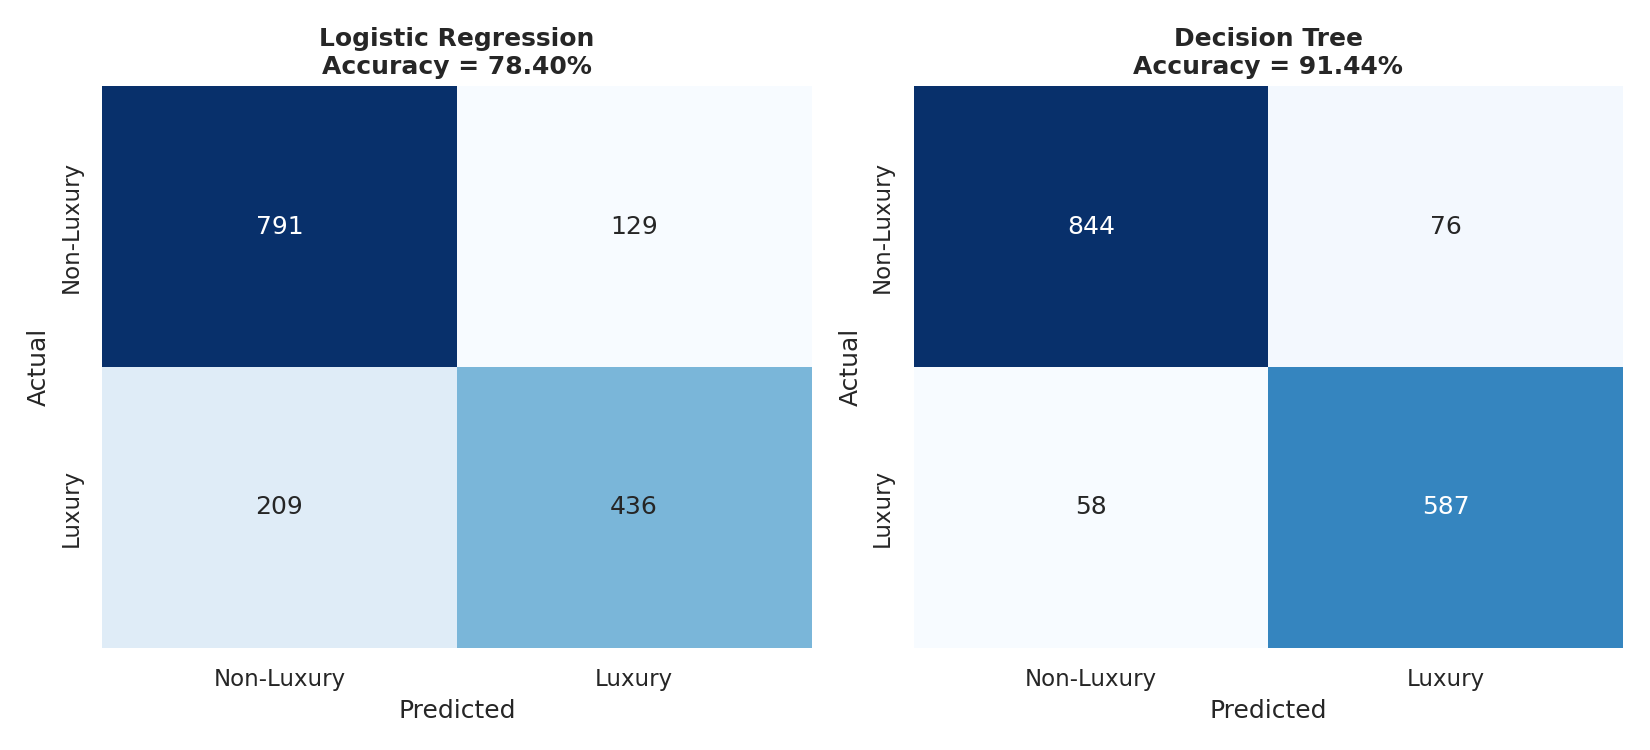 Logistic Regression
Accuracy = 78.40%
Actual
Non-Luxury
Luxury
791
129
209
436
Non-Luxury
Luxury
Predicted
Decision Tree
Accuracy = 91.44%
Actual
Non-Luxury
Luxury
844
76
58
587
Non-Luxury
Luxury
Predicted